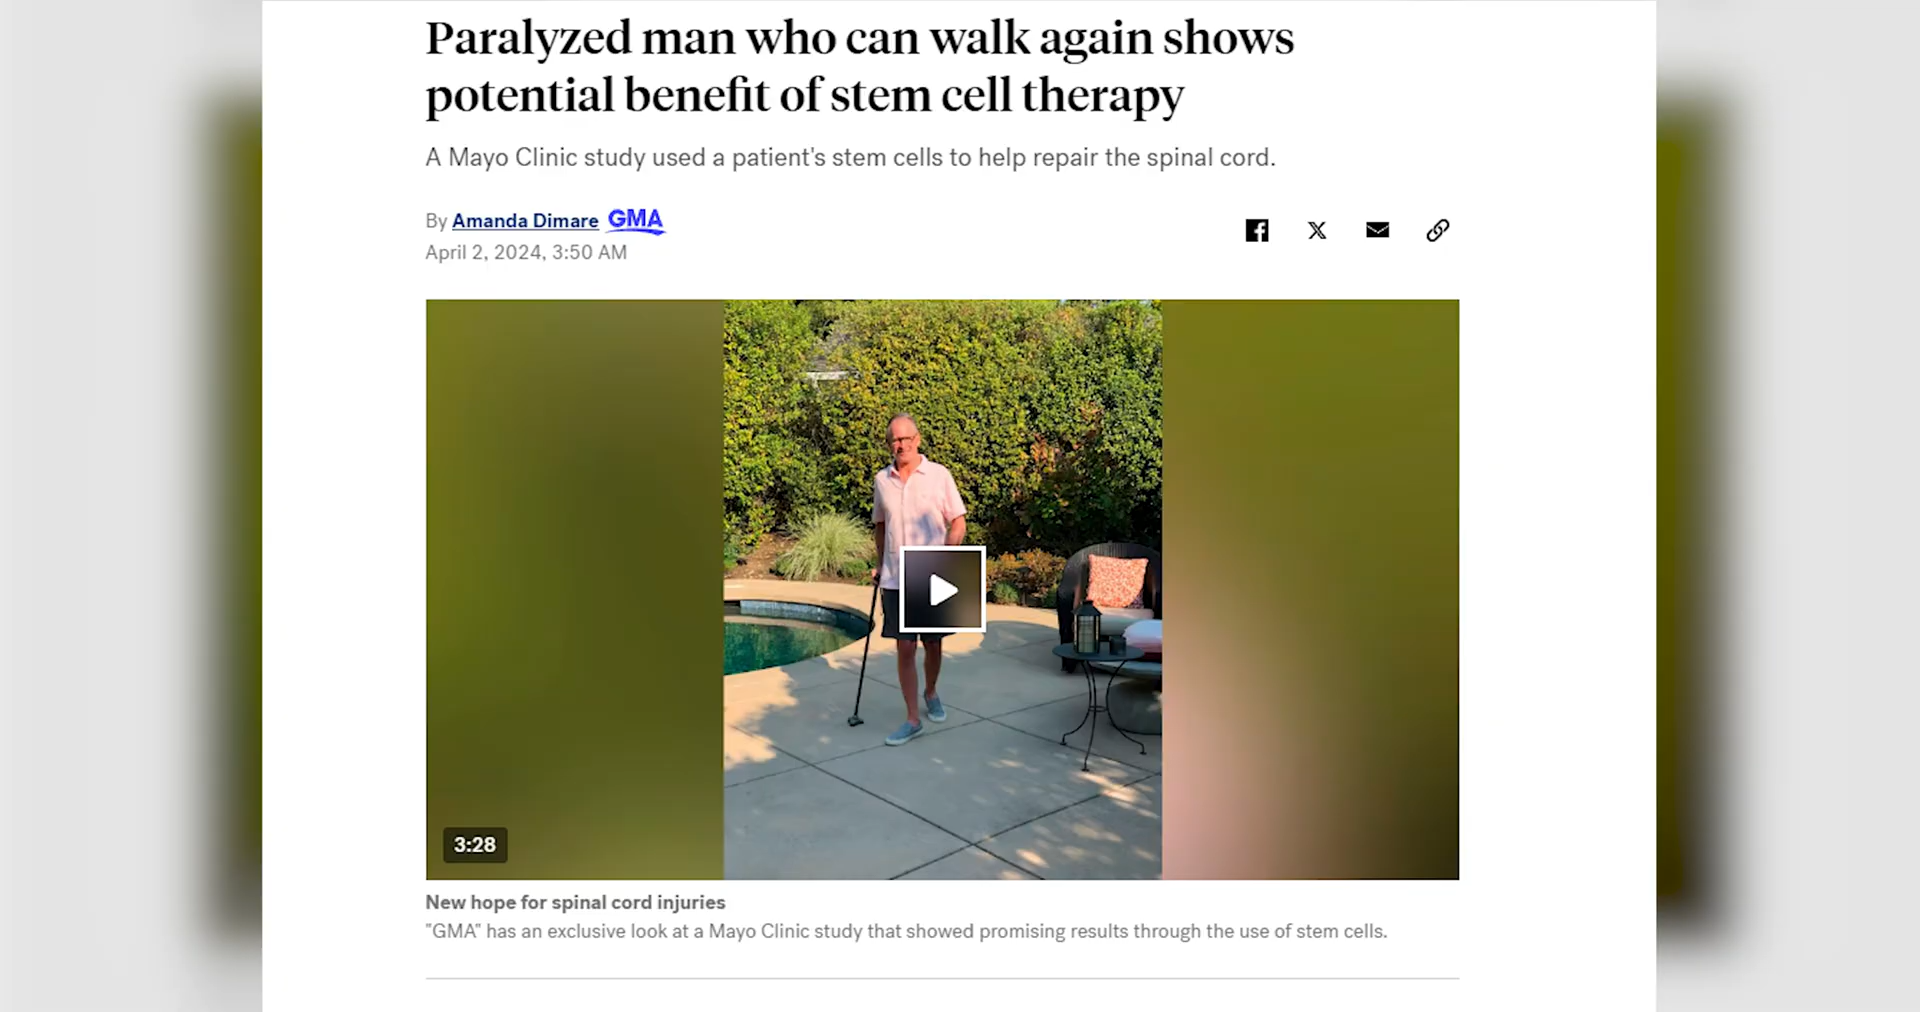 Paralyzed man who can walk again shows
potential benefit of stem cell therapy
A Mayo Clinic study used a patient's stem cells to help repair the spinal cord.
By Amanda Dimare GMA
April 2, 2024, 3:50 AM
3:28
New hope for spinal cord injuries
"GMA" has an exclusive look at a Mayo Clinic study that showed promising results through the use of stem cells.